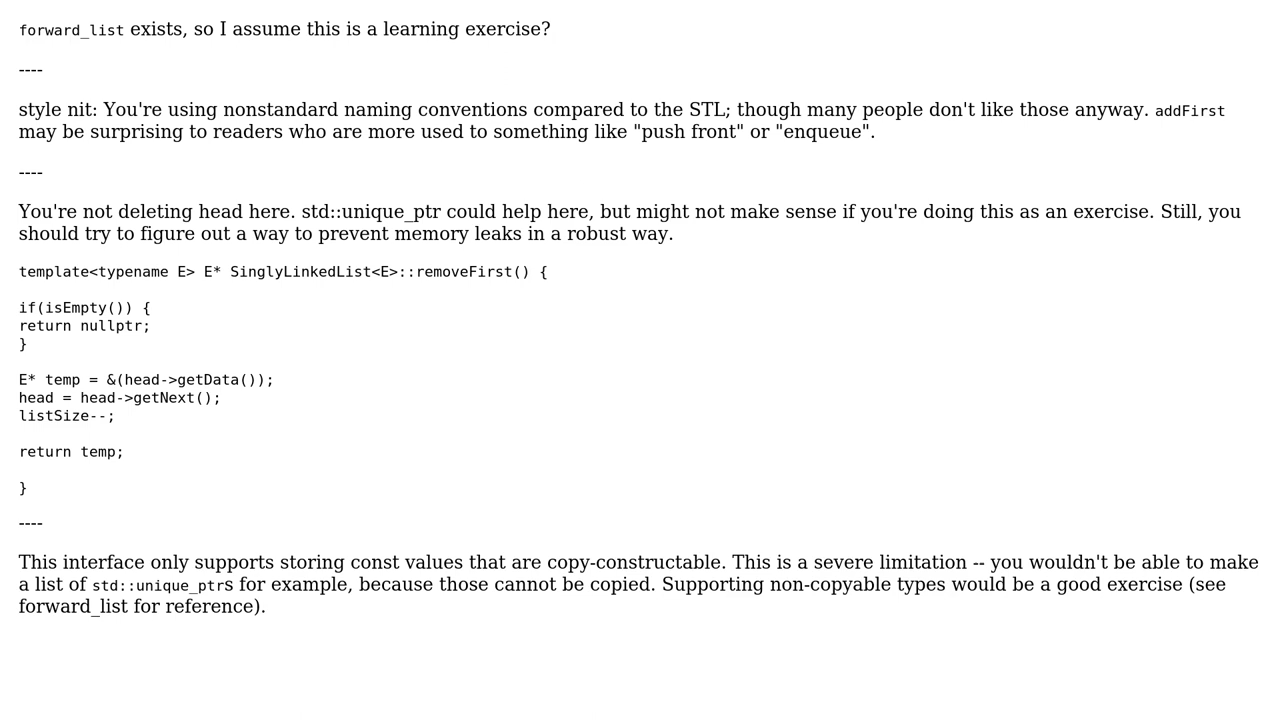 forward_list exists, so I assume this is a learning exercise?
----
style nit: You're using nonstandard naming conventions compared to the STL; though many people don't like those anyway. addFirst
may be surprising to readers who are more used to something like "push front" or "enqueue".
----
You're not deleting head here. std::unique_ptr could help here, but might not make sense if you're doing this as an exercise. Still, you
should try to figure out a way to prevent memory leaks in a robust way.
template<typename E> E* SinglyLinkedList<E>::removeFirst() {
if(isEmpty()) {
return nullptr;
}
E* temp = &(head->getData());
head = head->getNext();
listSize--;
return temp;
}
----
This interface only supports storing const values that are copy-constructable. This is a severe limitation -- you wouldn't be able to make
a list of std::unique_ptrs for example, because those cannot be copied. Supporting non-copyable types would be a good exercise (see
forward_list for reference).